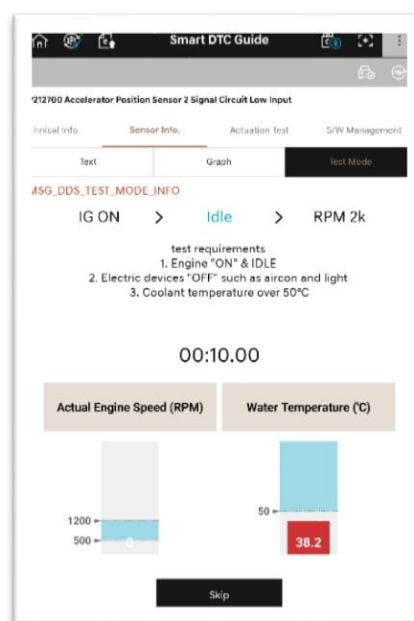 Smart DTC Guide
P212700 Accelerator Position Sensor 2 Signal Circuit Low Input
Sensor Info.
Actuation Test
S/W Management
Text
Graph
Test Mode
MSG_DDS_TEST_MODE_INFO
IG ON > Idle > RPM 2k
test requirements
1. Engine "ON" & IDLE
2. Electric devices "OFF" such as aircon and light
3. Coolant temperature over 50°C
00:10.00
Actual Engine Speed (RPM)
Water Temperature (°C)
1200
500
0
50
38.2
Skip